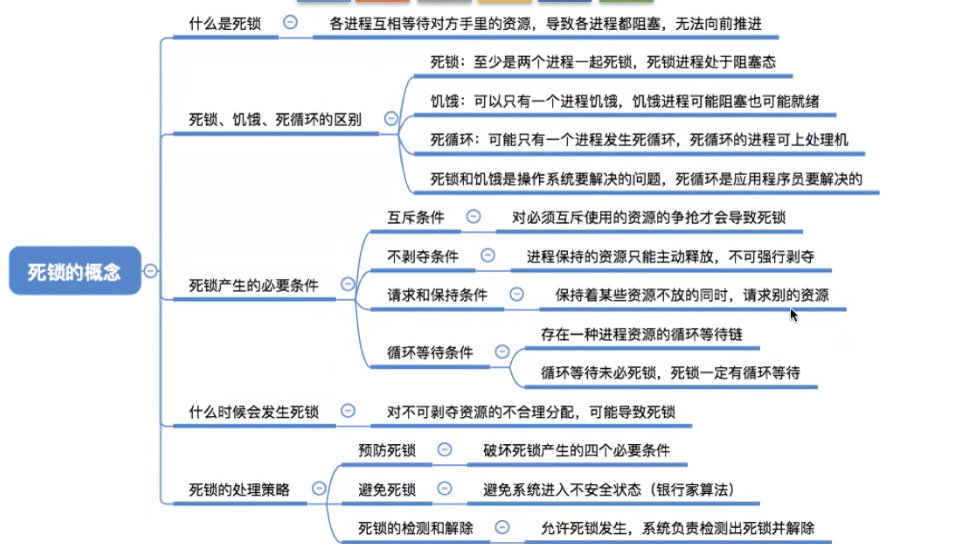 什么是死锁
各进程互相等待对方手里的资源，导致各进程都阻塞，无法向前推进
死锁、饥饿、死循环的区别
死锁：至少是两个进程一起死锁，死锁进程处于阻塞态
饥饿：可以只有一个进程饥饿，饥饿进程可能阻塞也可能就绪
死循环：可能只有一个进程发生死循环，死循环的进程可上处理机
死锁和饥饿是操作系统要解决的问题，死循环是应用程序员要解决的
死锁的概念
死锁产生的必要条件
互斥条件
对必须互斥使用的资源的争抢才会导致死锁
不剥夺条件
进程保持的资源只能主动释放，不可强行剥夺
请求和保持条件
保持着某些资源不放的同时，请求别的资源
循环等待条件
存在一种进程资源的循环等待链
循环等待未必死锁，死锁一定有循环等待
什么时候会发生死锁
对不可剥夺资源的不合理分配，可能导致死锁
死锁的处理策略
预防死锁
破坏死锁产生的四个必要条件
避免死锁
避免系统进入不安全状态（银行家算法）
死锁的检测和解除
允许死锁发生，系统负责检测出死锁并解除